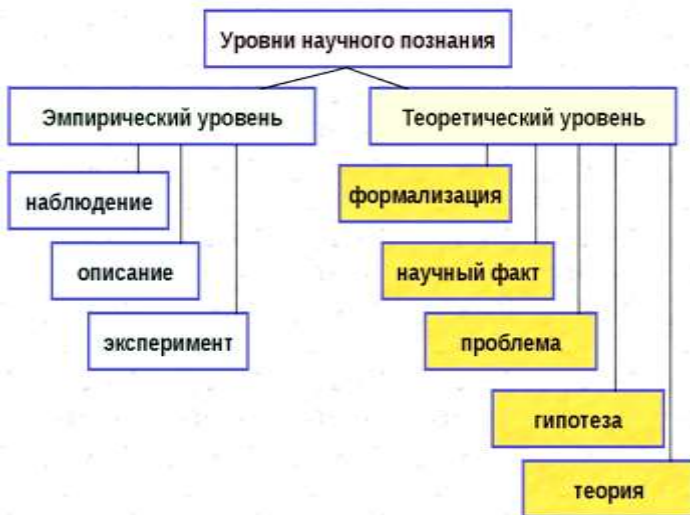 Уровни научного познания
Эмпирический уровень
Теоретический уровень
наблюдение
описание
эксперимент
формализация
научный факт
проблема
гипотеза
теория